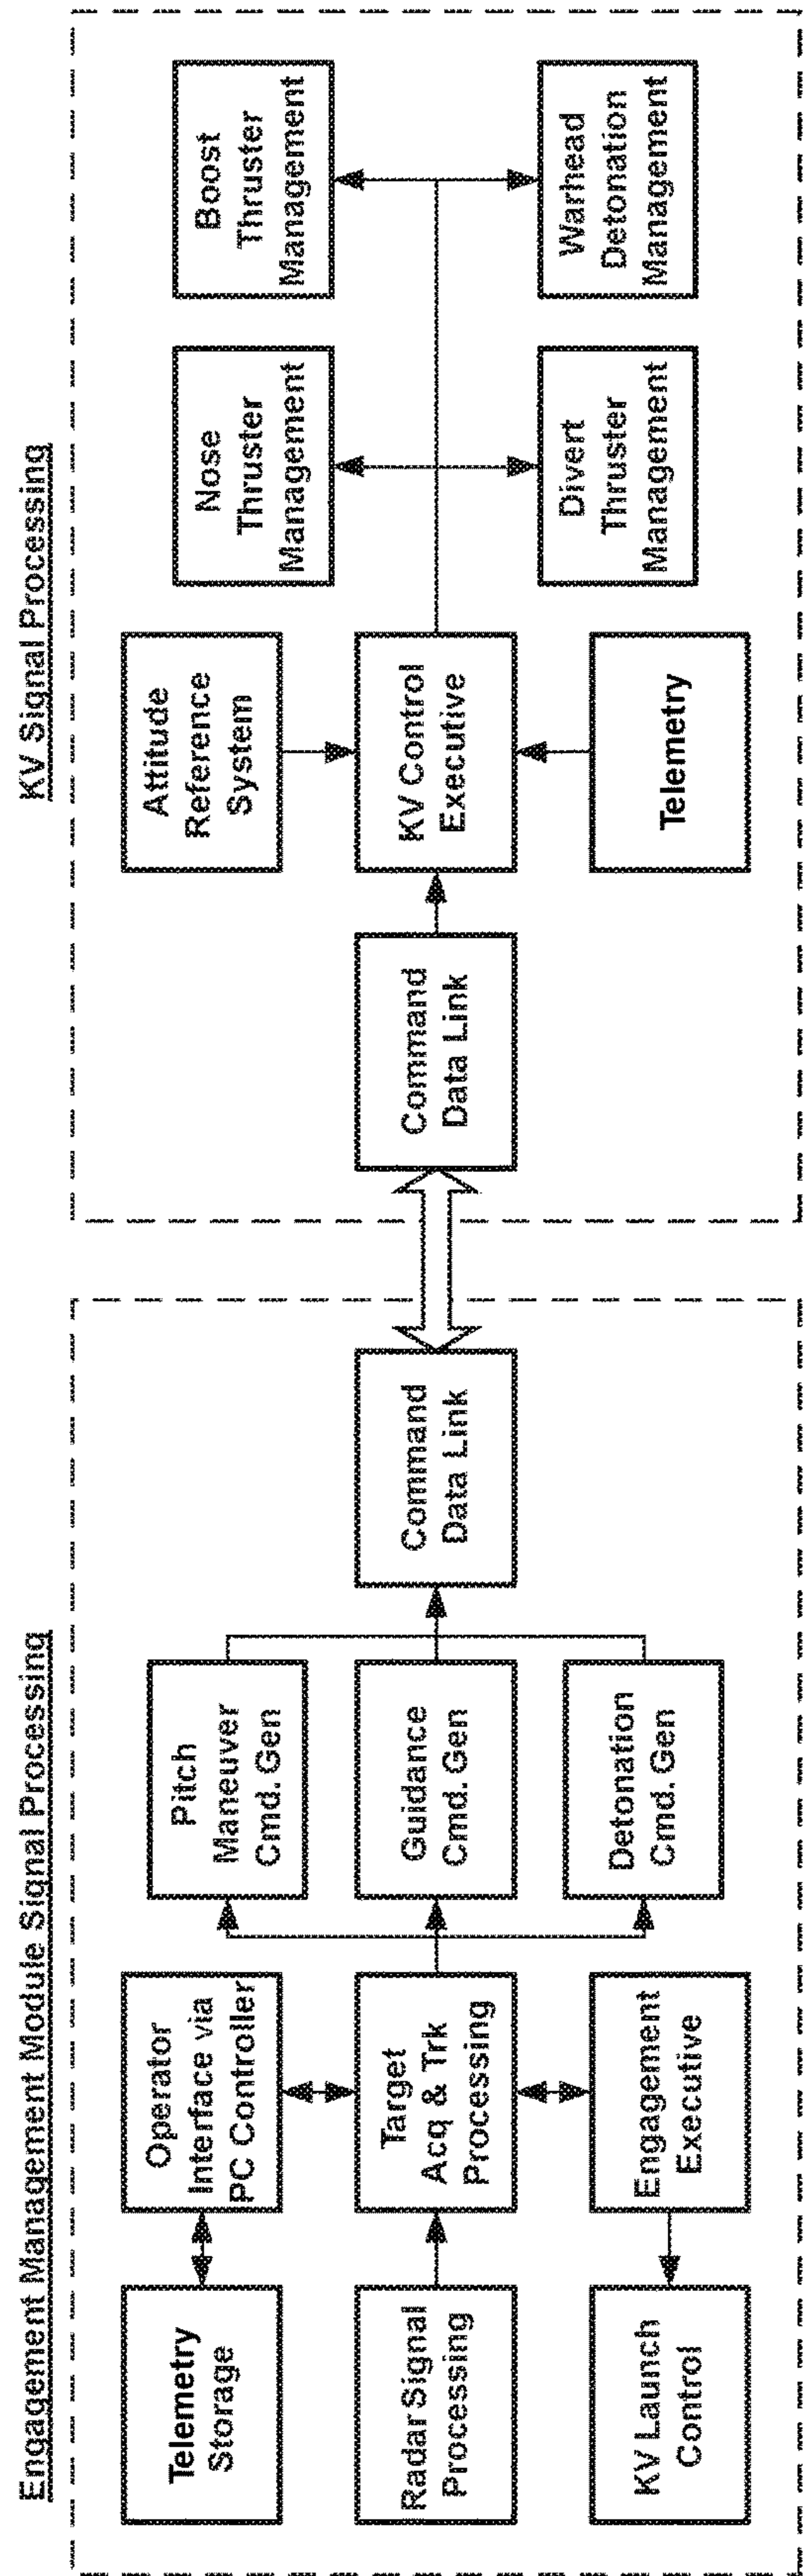 Engagement Management Module Signal Processing
Telemetry
Storage
Operator
Interface via
PC Controller
Pitch
Maneuver
Cmd. Gen
Radar Signal
Processing
Target
Acq & Trk
Processing
Guidance
Cmd. Gen
Command
Data Link
KV Launch
Control
Engagement
Executive
Detonation
Cmd. Gen
KV Signal Processing
Attitude
Reference
System
Nose
Thruster
Management
Boost
Thruster
Management
Command
Data Link
KV Control
Executive
Telemetry
Divert
Thruster
Management
Warhead
Detonation
Management